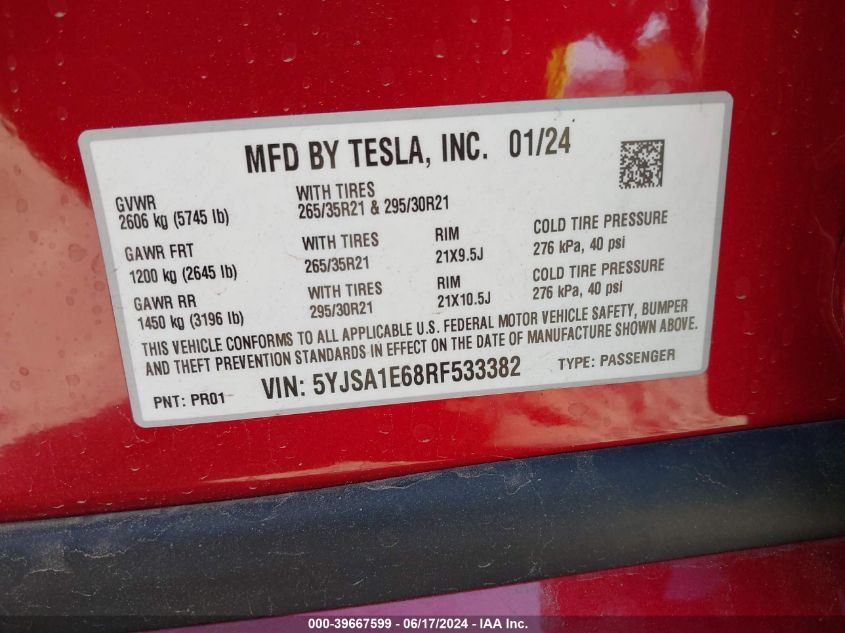 MFD BY TESLA, INC. 01/24
GVWR
2606 kg (5745 lb)
WITH TIRES
265/35R21 & 295/30R21
GAWR FRT
1200 kg (2645 lb)
WITH TIRES
265/35R21
RIM
21X9.5J
COLD TIRE PRESSURE
276 kPa, 40 psi
GAWR RR
1450 kg (3196 lb)
WITH TIRES
295/30R21
RIM
21X10.5J
COLD TIRE PRESSURE
276 kPa, 40 psi
THIS VEHICLE CONFORMS TO ALL APPLICABLE U.S. FEDERAL MOTOR VEHICLE SAFETY, BUMPER
AND THEFT PREVENTION STANDARDS IN EFFECT ON THE DATE OF MANUFACTURE SHOWN ABOVE.
PNT: PR01 VIN: 5YJSA1E68RF533382 TYPE: PASSENGER
000-39667599 - 06/17/2024 - IAA Inc.